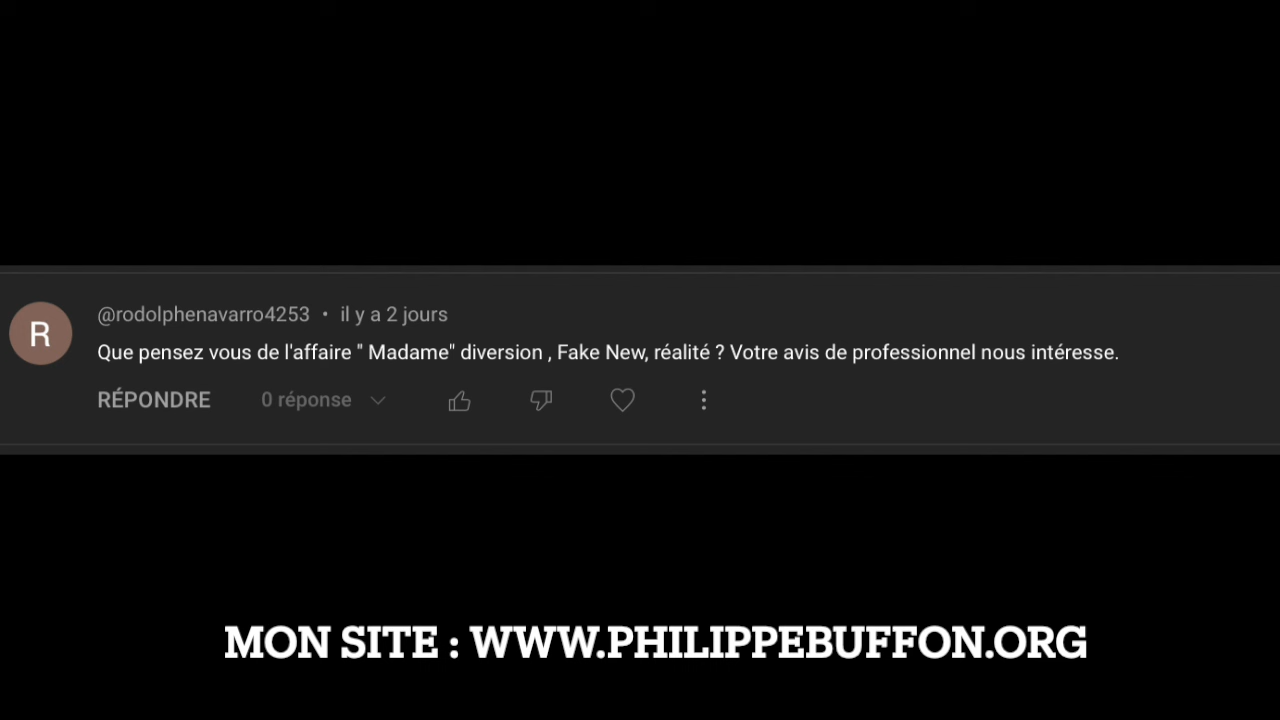 R
@rodolphenavarro4253 • il y a 2 jours
Que pensez vous de l'affaire " Madame" diversion , Fake New, réalité ? Votre avis de professionnel nous intéresse.
RÉPONDRE 0 réponse
MON SITE : WWW.PHILIPPEBUFFON.ORG